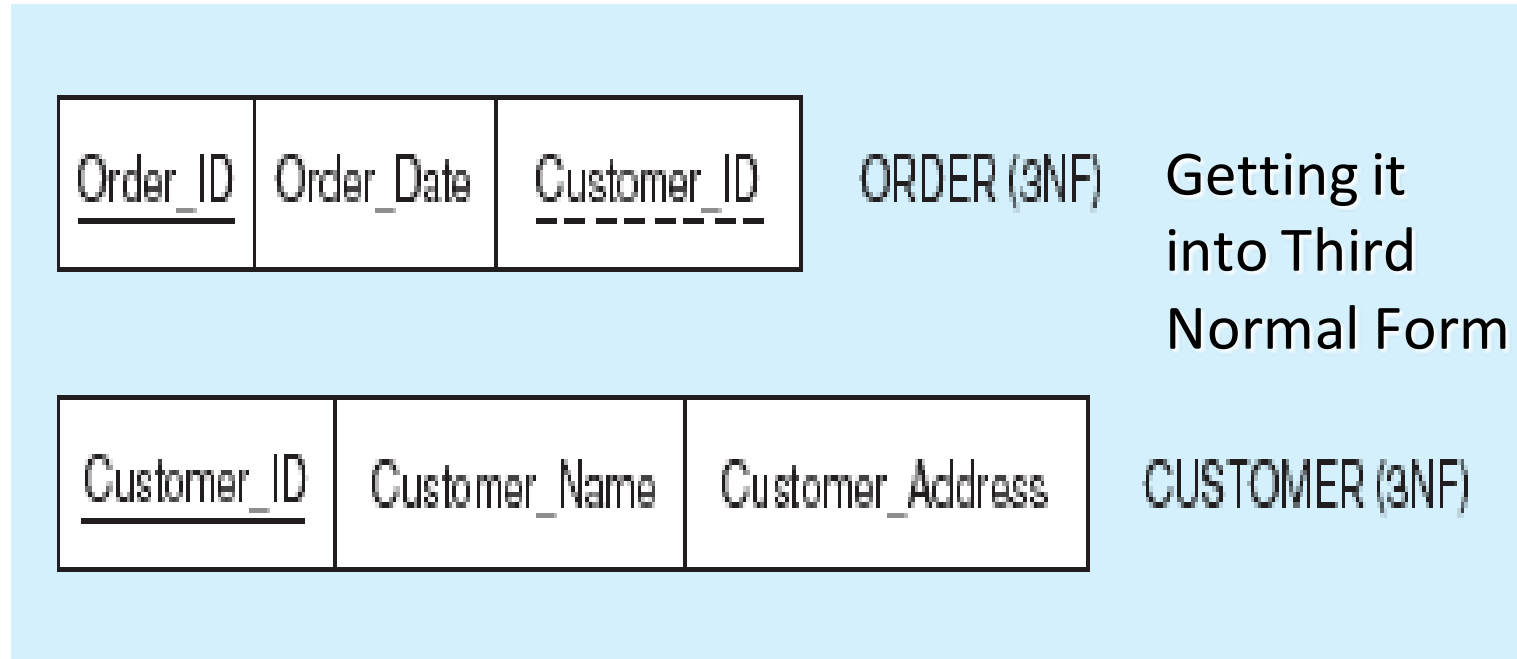 Order_ID Order_Date Customer_ID ORDER (3NF)
Getting it
into Third
Normal Form
Customer_ID Customer_Name Customer_Address CUSTOMER (3NF)